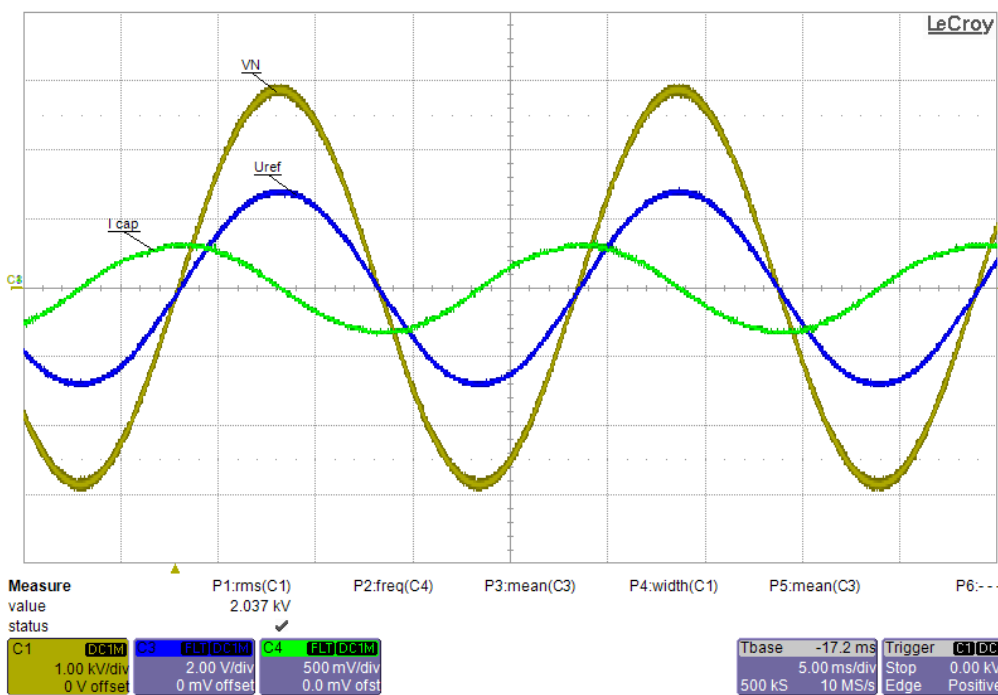 LeCroy
VN
Uref
I cap
Measure P1:rms(C1) P2:freq(C4) P3:mean(C3) P4:width(C1) P5:mean(C3) P6:- - -
value 2.037 kV
status ✓
C1 DC1M
1.00 kV/div
0 V offset
C3 FLT DC1M
2.00 V/div
0 mV offset
C4 FLT DC1M
500 mV/div
0.0 mV ofst
Tbase -17.2 ms
5.00 ms/div
500 kS 10 MS/s
Trigger C1 DC
Stop 0.00 kV
Edge Positive